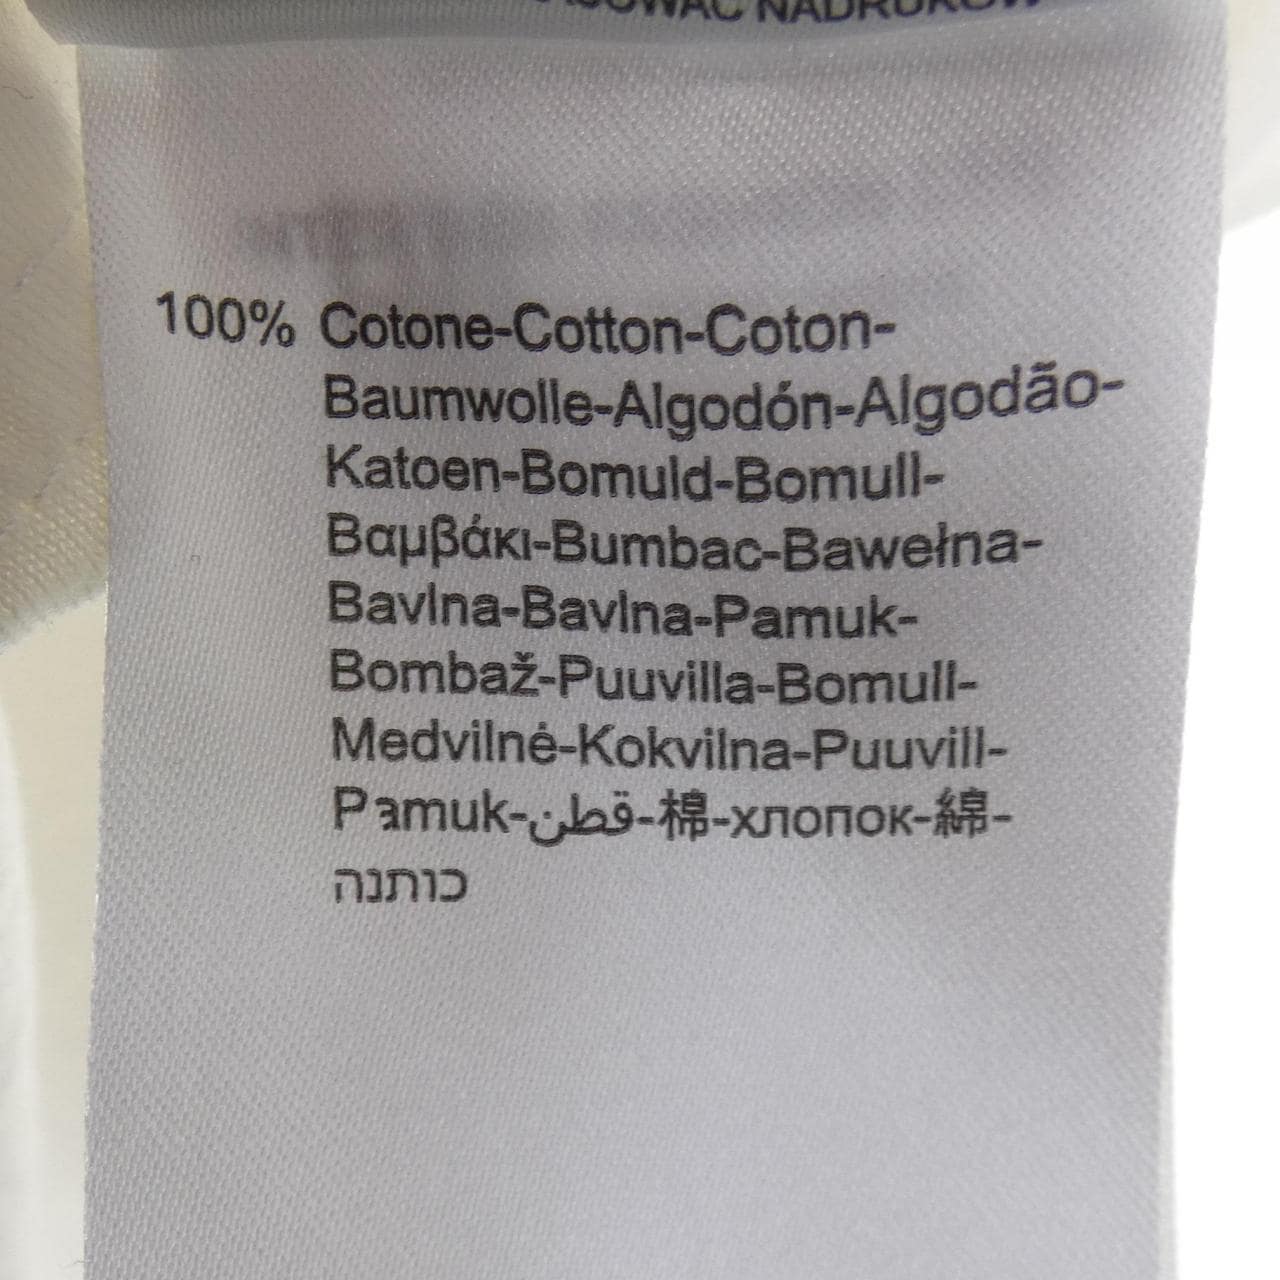 NADRUKÓW
100% Cotone-Cotton-Coton-
Baumwolle-Algodón-Algodão-
Katoen-Bomuld-Bomull-
Βαμβάκι-Bumbac-Bawełna-
Bavlna-Bavlna-Pamuk-
Bombaž-Puuvilla-Bomull-
Medvilnė-Kokvilna-Puuvill-
Pamuk-قطن-棉-хлопок-綿-
כותנה